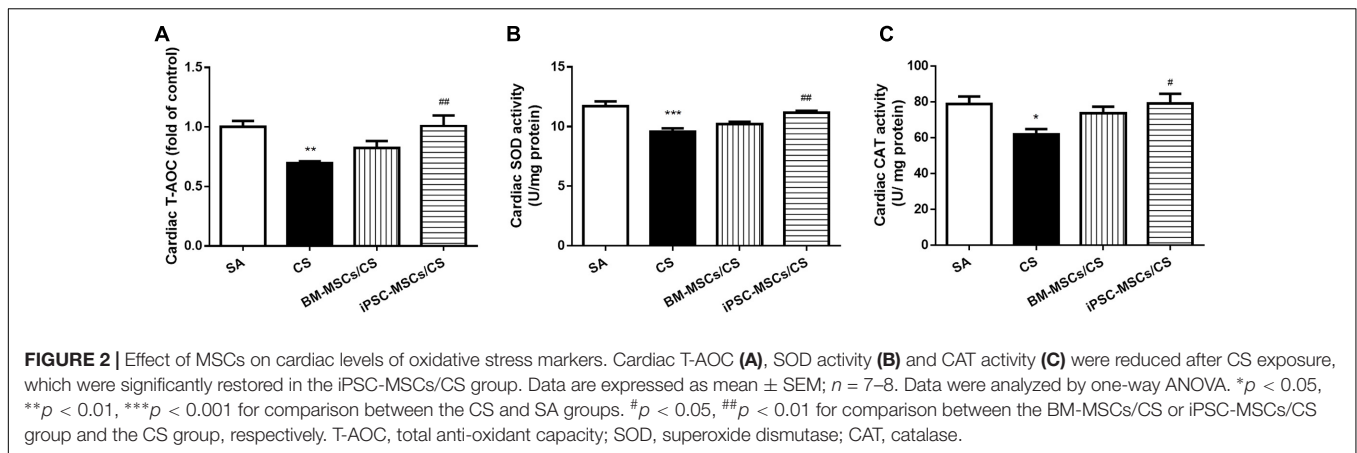 A
Cardiac T-AOC (fold of control)
1.5
1.0
0.5
0.0
**
##
SA
CS
BM-MSCs/CS
iPSC-MSCs/CS
B
Cardiac SOD activity
(U/mg protein)
15
10
5
0
***
##
SA
CS
BM-MSCs/CS
iPSC-MSCs/CS
C
Cardiac CAT activity
(U/ mg protein)
100
80
60
40
20
0
*
#
SA
CS
BM-MSCs/CS
iPSC-MSCs/CS
FIGURE 2 | Effect of MSCs on cardiac levels of oxidative stress markers. Cardiac T-AOC (A), SOD activity (B) and CAT activity (C) were reduced after CS exposure,
which were significantly restored in the iPSC-MSCs/CS group. Data are expressed as mean ± SEM; n = 7–8. Data were analyzed by one-way ANOVA. *p < 0.05,
**p < 0.01, ***p < 0.001 for comparison between the CS and SA groups. #p < 0.05, ##p < 0.01 for comparison between the BM-MSCs/CS or iPSC-MSCs/CS
group and the CS group, respectively. T-AOC, total anti-oxidant capacity; SOD, superoxide dismutase; CAT, catalase.